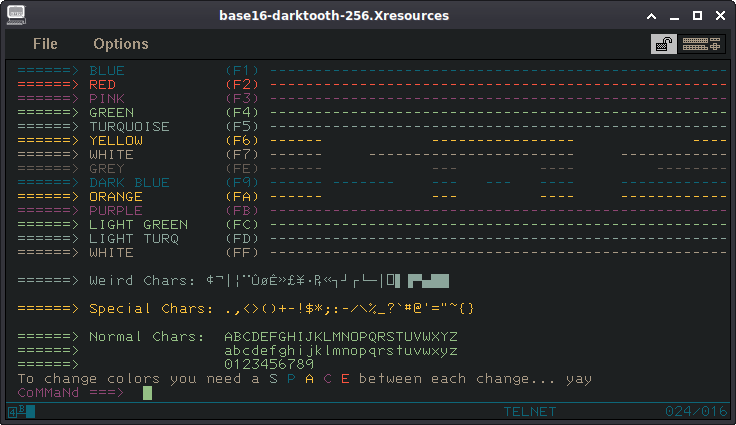 base16-darktooth-256.Xresources
File Options
======> BLUE (F1) ---------------------------------------------------
======> RED (F2) ---------------------------------------------------
======> PINK (F3) ---------------------------------------------------
======> GREEN (F4) ---------------------------------------------------
======> TURQUOISE (F5) ---------------------------------------------------
======> YELLOW (F6) ------ ---------------- ----
======> WHITE (F7) ------ ----------------------------------------
======> GREY (FE) ------ --- ---- ------------
======> DARK BLUE (F9) ------ ------- --- --- ---- ------------
======> ORANGE (FA) ------ --- ---- ------------
======> PURPLE (FB) ---------------------------------------------------
======> LIGHT GREEN (FC) ---------------------------------------------------
======> LIGHT TURQ (FD) ---------------------------------------------------
======> WHITE (FF) ---------------------------------------------------
======> Weird Chars: ¢¬|¦¨ÛøÊ»£¥·₧«┐┘┌└─│
======> Special Chars: .,<>()+-!$*;:-/\%_?`#@'="~{}
======> Normal Chars: ABCDEFGHIJKLMNOPQRSTUVWXYZ
======> abcdefghijklmnopqrstuvwxyz
======> 0123456789
To change colors you need a S P A C E between each change... yay
CoMMaNd ===>
4 B TELNET 024/016